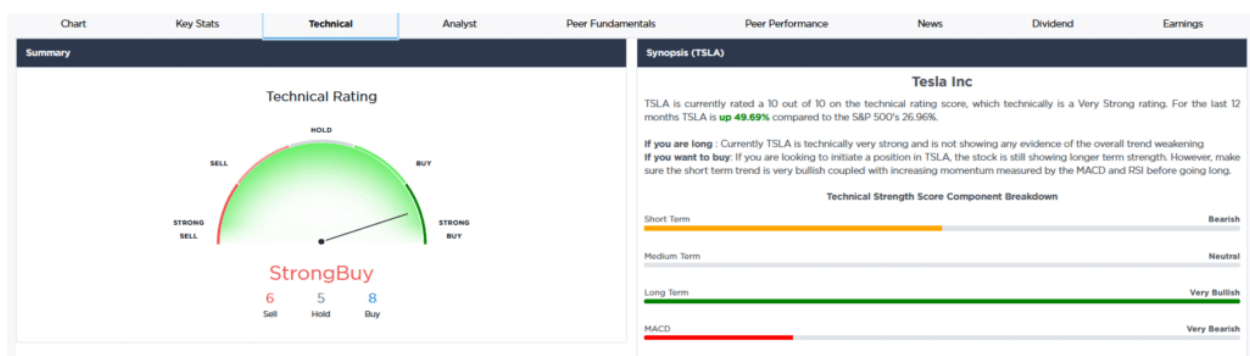 Chart Key Stats Technical Analyst Peer Fundamentals Peer Performance News Dividend Earnings
Summary
Technical Rating
HOLD
SELL
BUY
STRONG
SELL
STRONG
BUY
StrongBuy
6 5 8
Sell Hold Buy
Synopsis (TSLA)
Tesla Inc
TSLA is currently rated a 10 out of 10 on the technical rating score, which technically is a Very Strong rating. For the last 12
months TSLA is up 49.69% compared to the S&P 500's 26.96%.
If you are long : Currently TSLA is technically very strong and is not showing any evidence of the overall trend weakening
If you want to buy: If you are looking to initiate a position in TSLA, the stock is still showing longer term strength. However, make
sure the short term trend is very bullish coupled with increasing momentum measured by the MACD and RSI before going long.
Technical Strength Score Component Breakdown
Short Term Bearish
Medium Term Neutral
Long Term Very Bullish
MACD Very Bearish